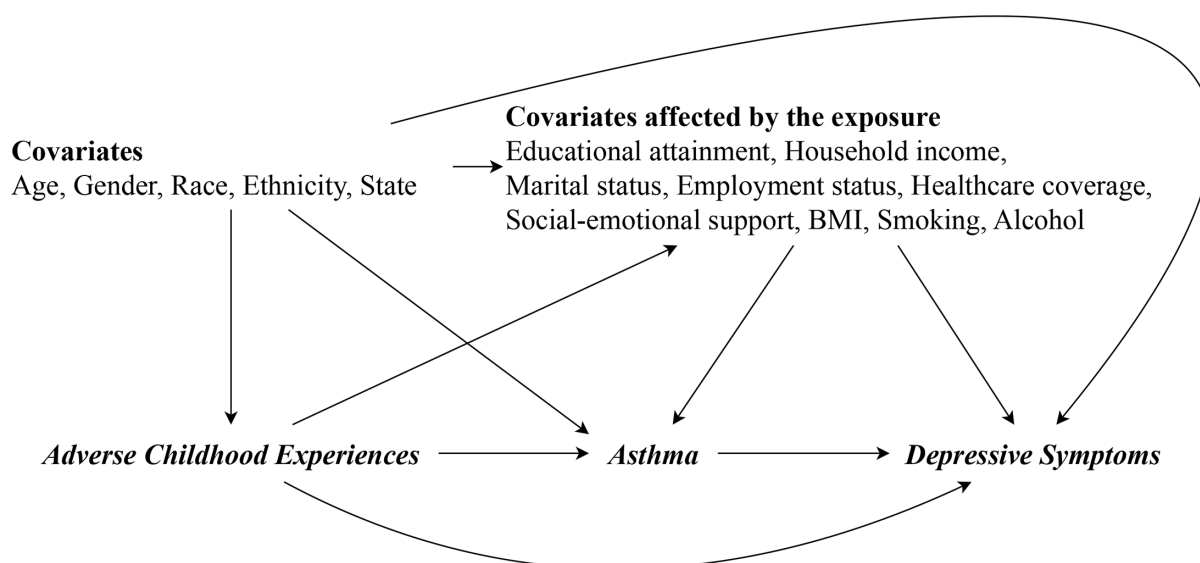 Covariates
Age, Gender, Race, Ethnicity, State
Covariates affected by the exposure
Educational attainment, Household income,
Marital status, Employment status, Healthcare coverage,
Social-emotional support, BMI, Smoking, Alcohol
Adverse Childhood Experiences
Asthma
Depressive Symptoms